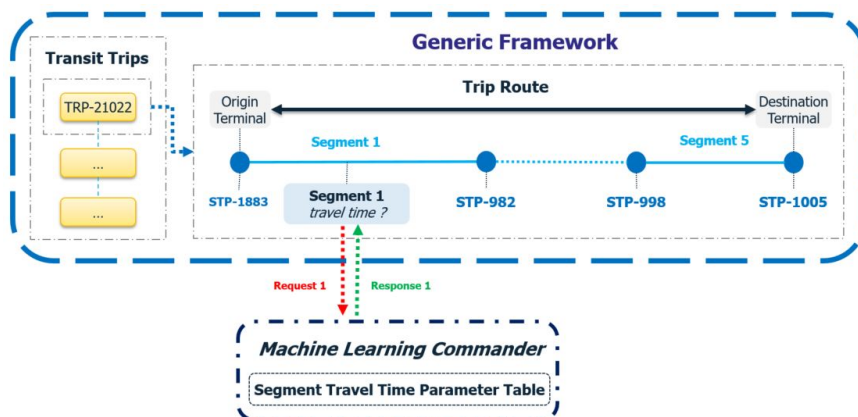 Generic Framework
Transit Trips
TRP-21022
...
...
Trip Route
Origin
Terminal
Destination
Terminal
Segment 1
Segment 5
STP-1883
Segment 1
travel time ?
STP-982
STP-998
STP-1005
Request 1
Response 1
Machine Learning Commander
Segment Travel Time Parameter Table